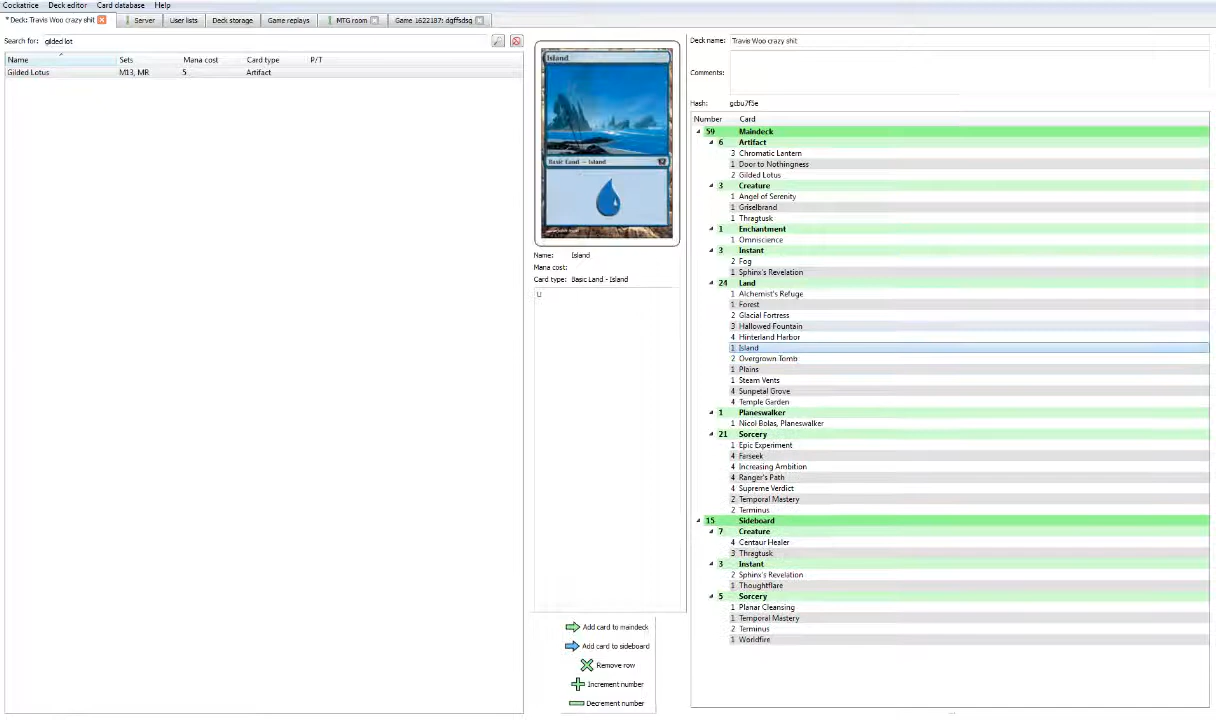 Cockatrice Deck editor Card database Help
* Deck: Travis Woo crazy shit Server User lists Deck storage Game replays MTG room Game 1622187: dgffsdsg
Search for: gilded lot
Name Sets Mana cost Card type P/T
Gilded Lotus M13, MR 5 Artifact
Island
Basic Land — Island
Name: Island
Mana cost:
Card type: Basic Land - Island
U
Add card to maindeck
Add card to sideboard
Remove row
Increment number
Decrement number
Deck name: Travis Woo crazy shit
Comments:
Hash:
Number Card
59 Maindeck
6 Artifact
3 Chromatic Lantern
1 Door to Nothingness
2 Gilded Lotus
3 Creature
1 Angel of Serenity
1 Griselbrand
1 Thragtusk
1 Enchantment
1 Omniscience
3 Instant
2 Fog
1 Sphinx's Revelation
24 Land
1 Alchemist's Refuge
1 Forest
2 Glacial Fortress
3 Hallowed Fountain
4 Hinterland Harbor
1 Island
2 Overgrown Tomb
1 Plains
1 Steam Vents
4 Sunpetal Grove
4 Temple Garden
1 Planeswalker
1 Nicol Bolas, Planeswalker
21 Sorcery
1 Epic Experiment
4 Farseek
4 Increasing Ambition
4 Ranger's Path
4 Supreme Verdict
2 Temporal Mastery
2 Terminus
15 Sideboard
7 Creature
4 Centaur Healer
3 Thragtusk
3 Instant
2 Sphinx's Revelation
1 Thoughtflare
5 Sorcery
1 Planar Cleansing
1 Temporal Mastery
2 Terminus
1 Worldfire